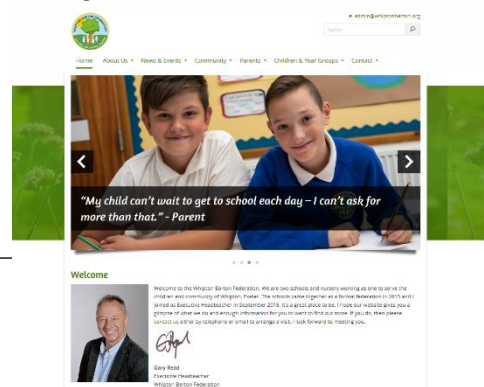 admin@whiptonbarton.org
Search
Home About Us News & Events Community Parents Children & Year Groups Contact
"My child can't wait to get to school each day – I can't ask for
more than that." - Parent
Welcome
Welcome to the Whipton Barton Federation. We are two schools and nursery working as one to serve the
children and community of Whipton, Exeter. The schools came together as a formal federation in 2015 and I
joined as Executive Headteacher in September 2016. It's a great place to be. I hope our website gives you a
glimpse of what we do and enough information for you to want to find out more. If you do, then please
contact us either by telephone or email to arrange a visit. I look forward to meeting you.
Gary Read
Executive Headteacher
Whipton Barton Federation